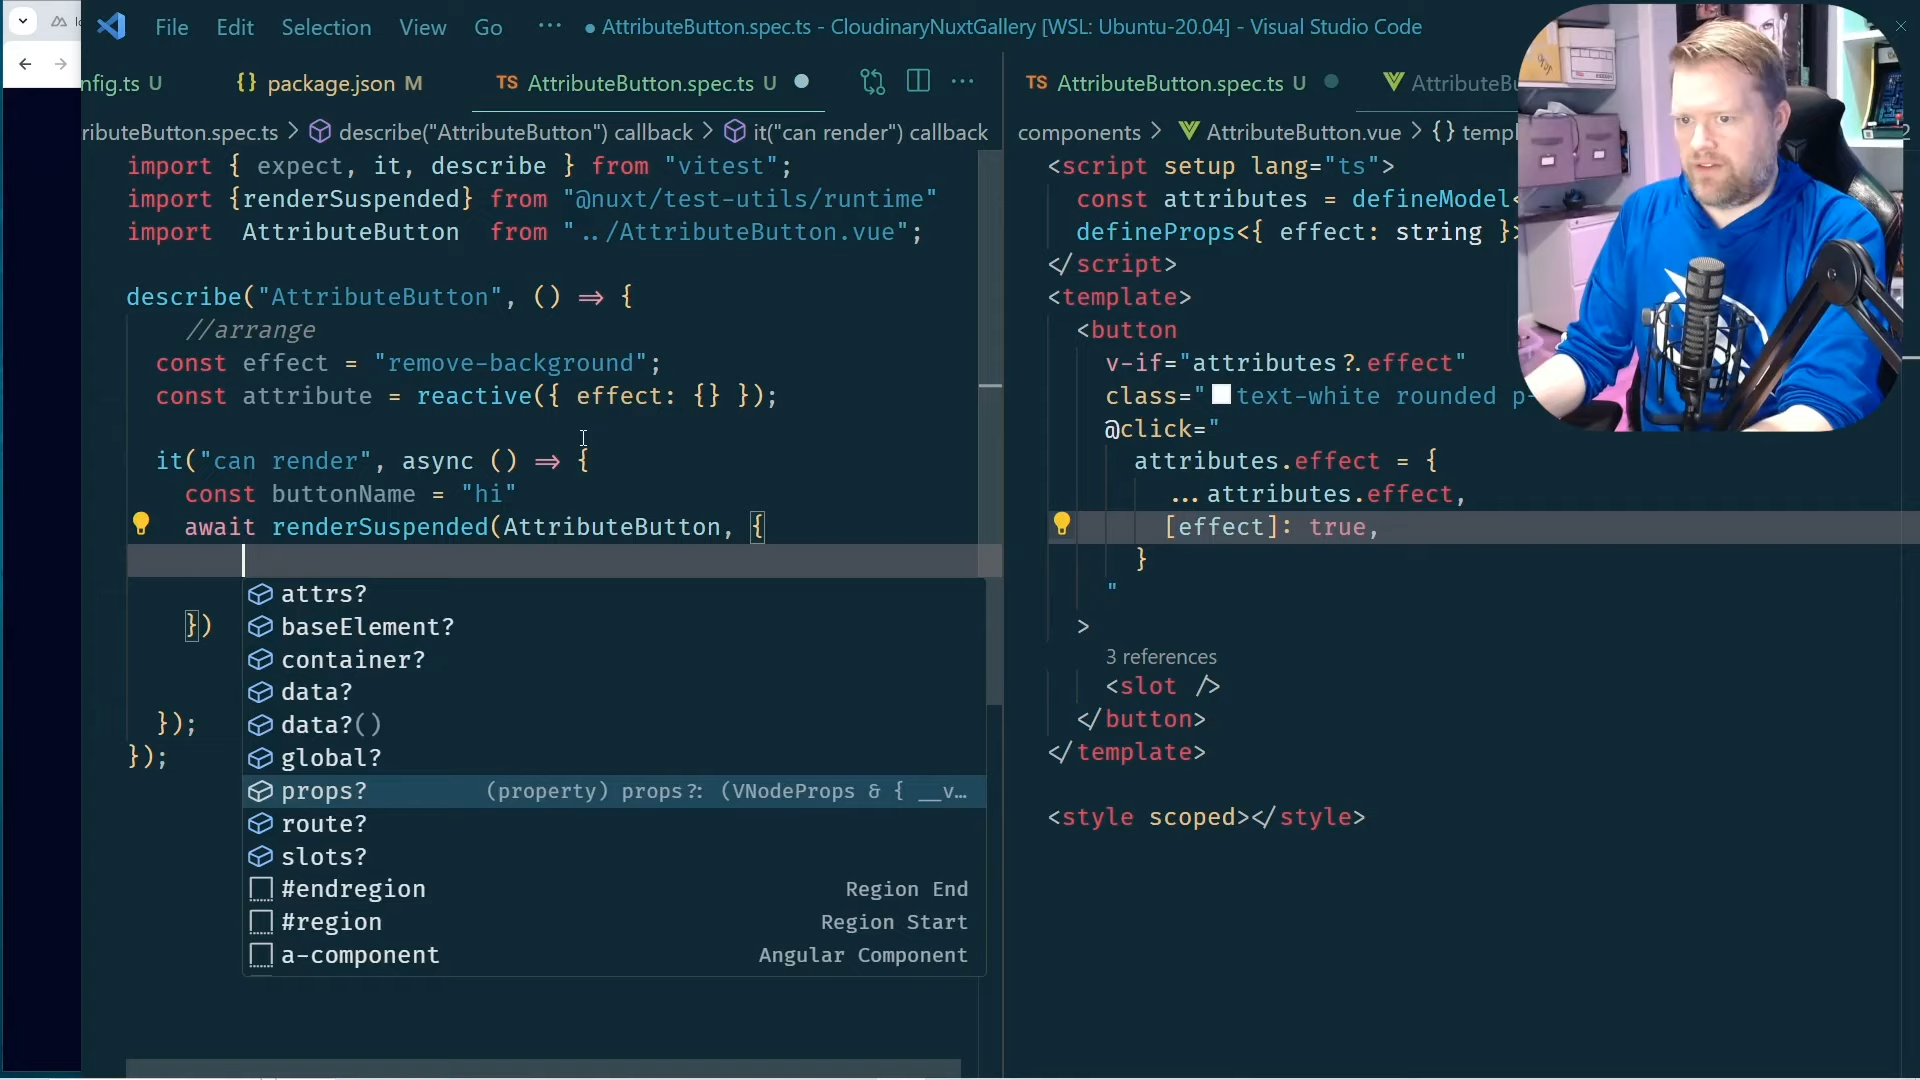 File Edit Selection View Go ··· ● AttributeButton.spec.ts - CloudinaryNuxtGallery [WSL: Ubuntu-20.04] - Visual Studio Code
nfig.ts U {} package.json M TS AttributeButton.spec.ts U ● ···
ributeButton.spec.ts > describe("AttributeButton") callback > it("can render") callback
import { expect, it, describe } from "vitest";
import {renderSuspended} from "@nuxt/test-utils/runtime"
import AttributeButton from "../AttributeButton.vue";
describe("AttributeButton", () => {
//arrange
const effect = "remove-background";
const attribute = reactive({ effect: {} });
it("can render", async () => {
const buttonName = "hi"
await renderSuspended(AttributeButton, {
attrs?
baseElement?
container?
data?
data?()
global?
props? (property) props?: (VNodeProps & { __v…
route?
slots?
#endregion Region End
#region Region Start
a-component Angular Component
})
});
});
TS AttributeButton.spec.ts U ● AttributeBu
components > AttributeButton.vue > {} templ
<script setup lang="ts">
const attributes = defineModel<
defineProps<{ effect: string }>
</script>
<template>
<button
v-if="attributes?.effect"
class="text-white rounded p-
@click="
attributes.effect = {
...attributes.effect,
[effect]: true,
}
"
>
3 references
<slot />
</button>
</template>
<style scoped></style>